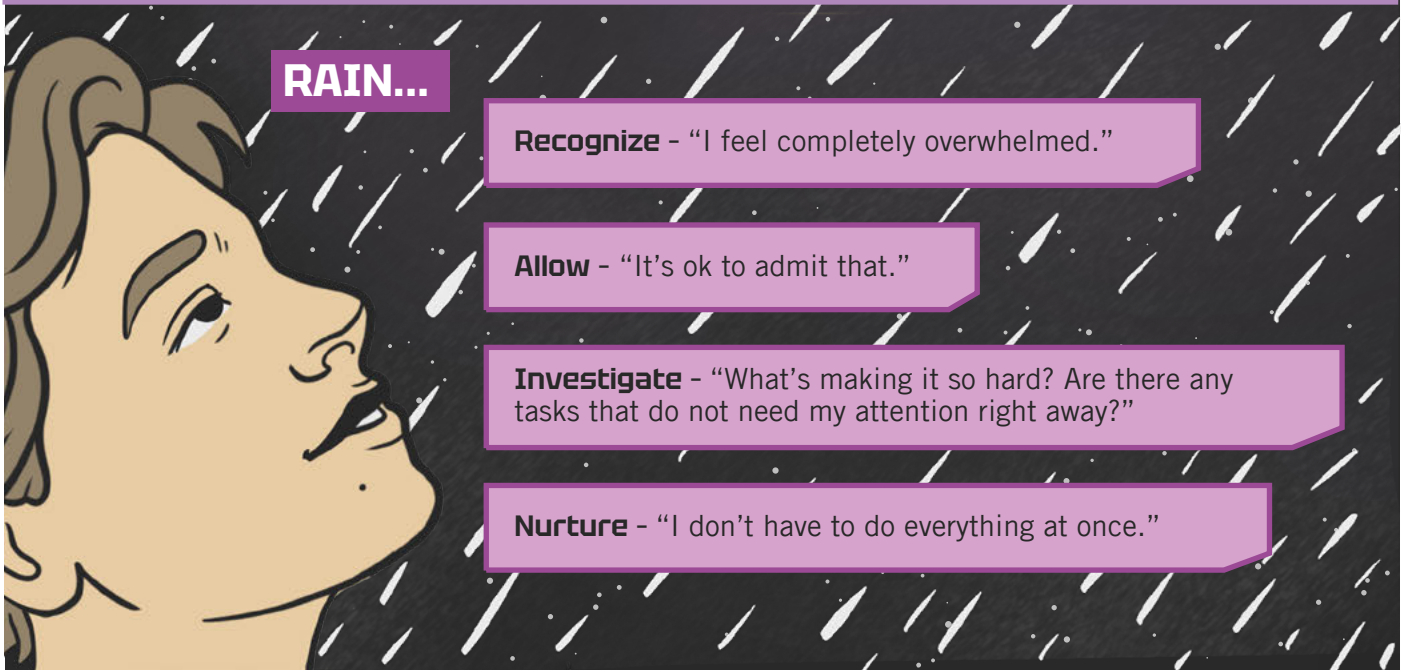 RAIN...
Recognize - “I feel completely overwhelmed.”
Allow - “It’s ok to admit that.”
Investigate - “What’s making it so hard? Are there any
tasks that do not need my attention right away?”
Nurture - “I don’t have to do everything at once.”